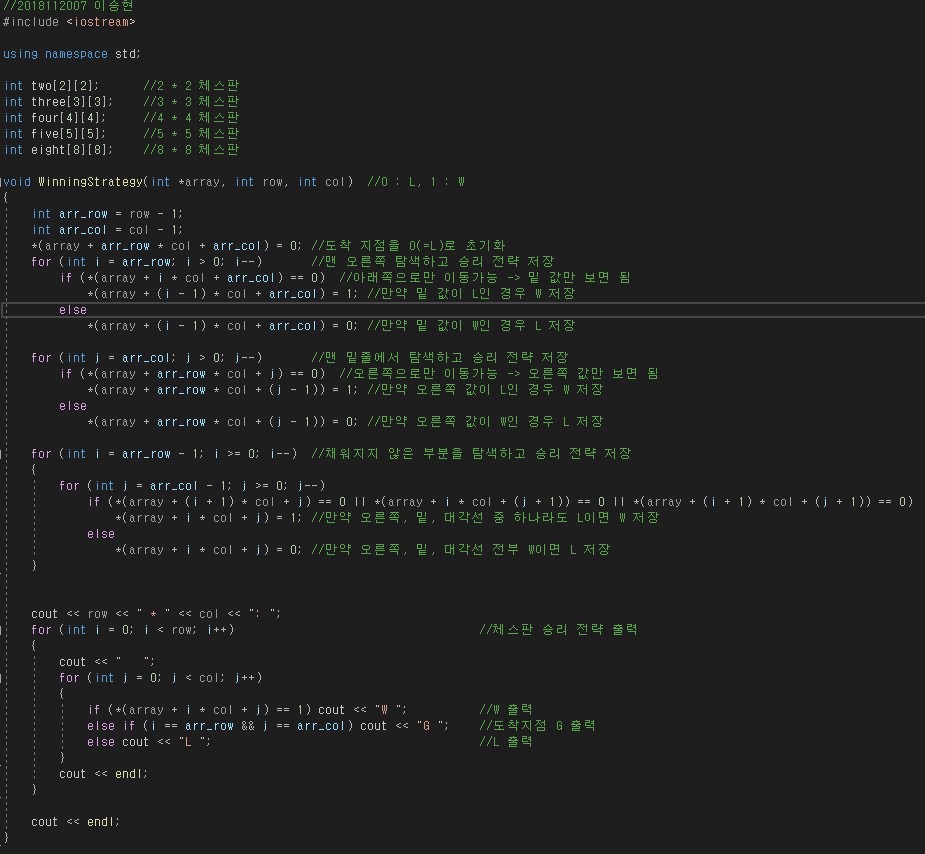 //2018112007 이승현
#include <iostream>
using namespace std;
int two[2][2];      //2 * 2 체스판
int three[3][3];    //3 * 3 체스판
int four[4][4];     //4 * 4 체스판
int five[5][5];     //5 * 5 체스판
int eight[8][8];    //8 * 8 체스판
void WinningStrategy(int *array, int row, int col)  //0 : L, 1 : W
{
    int arr_row = row - 1;
    int arr_col = col - 1;
    *(array + arr_row * col + arr_col) = 0; //도착 지점을 0(=L)로 초기화
    for (int i = arr_row; i > 0; i--)       //맨 오른쪽 탐색하고 승리 전략 저장
        if (*(array + i * col + arr_col) == 0)  //아래쪽으로만 이동가능 -> 밑 값만 보면 됨
            *(array + (i - 1) * col + arr_col) = 1; //만약 밑 값이 L인 경우 W 저장
        else
            *(array + (i - 1) * col + arr_col) = 0; //만약 밑 값이 W인 경우 L 저장
    for (int j = arr_col; j > 0; j--)       //맨 밑줄에서 탐색하고 승리 전략 저장
        if (*(array + arr_row * col + j) == 0)  //오른쪽으로만 이동가능 -> 오른쪽 값만 보면 됨
            *(array + arr_row * col + (j - 1)) = 1; //만약 오른쪽 값이 L인 경우 W 저장
        else
            *(array + arr_row * col + (j - 1)) = 0; //만약 오른쪽 값이 W인 경우 L 저장
    for (int i = arr_row - 1; i >= 0; i--)  //채워지지 않은 부분을 탐색하고 승리 전략 저장
    {
        for (int j = arr_col - 1; j >= 0; j--)
            if (*(array + (i + 1) * col + j) == 0 || *(array + i * col + (j + 1)) == 0 || *(array + (i + 1) * col + (j + 1)) == 0)
                *(array + i * col + j) = 1; //만약 오른쪽, 밑, 대각선 중 하나라도 L이면 W 저장
            else
                *(array + i * col + j) = 0; //만약 오른쪽, 밑, 대각선 전부 W이면 L 저장
    }
    cout << row << " * " << col << ": ";
    for (int i = 0; i < row; i++)                           //체스판 승리 전략 출력
    {
        cout << "   ";
        for (int j = 0; j < col; j++)
        {
            if (*(array + i * col + j) == 1) cout << "W ";          //W 출력
            else if (i == arr_row && j == arr_col) cout << "G ";    //도착지점 G 출력
            else cout << "L ";                                      //L 출력
        }
        cout << endl;
    }
    cout << endl;
}